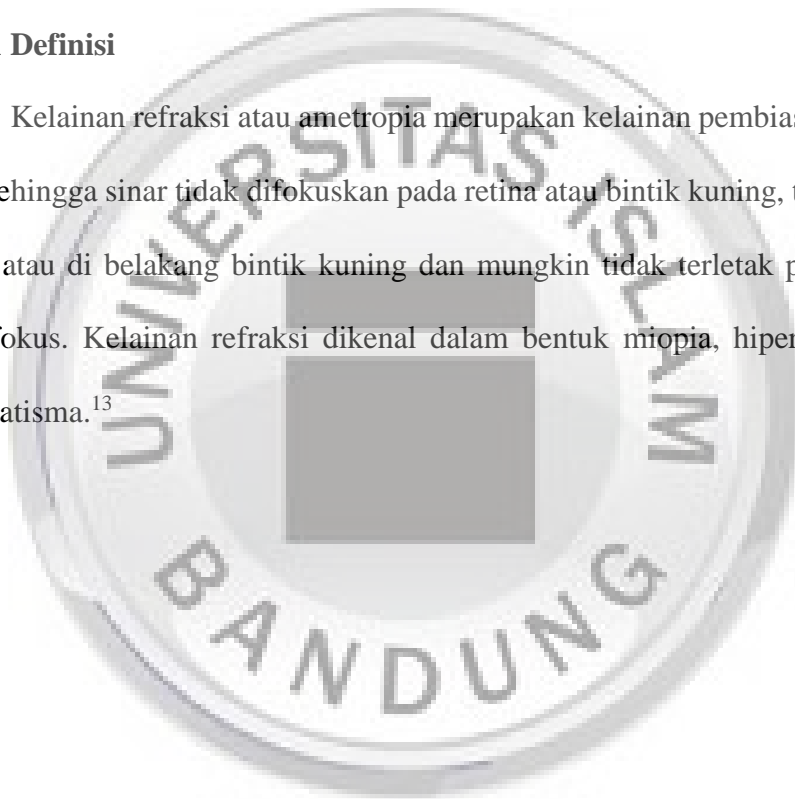 Definisi
Kelainan refraksi atau ametropia merupakan kelainan pembias
ehingga sinar tidak difokuskan pada retina atau bintik kuning, t
atau di belakang bintik kuning dan mungkin tidak terletak p
okus. Kelainan refraksi dikenal dalam bentuk miopia, hiper
atisma.13
UNIVERSITAS ISLAM
BANDUNG